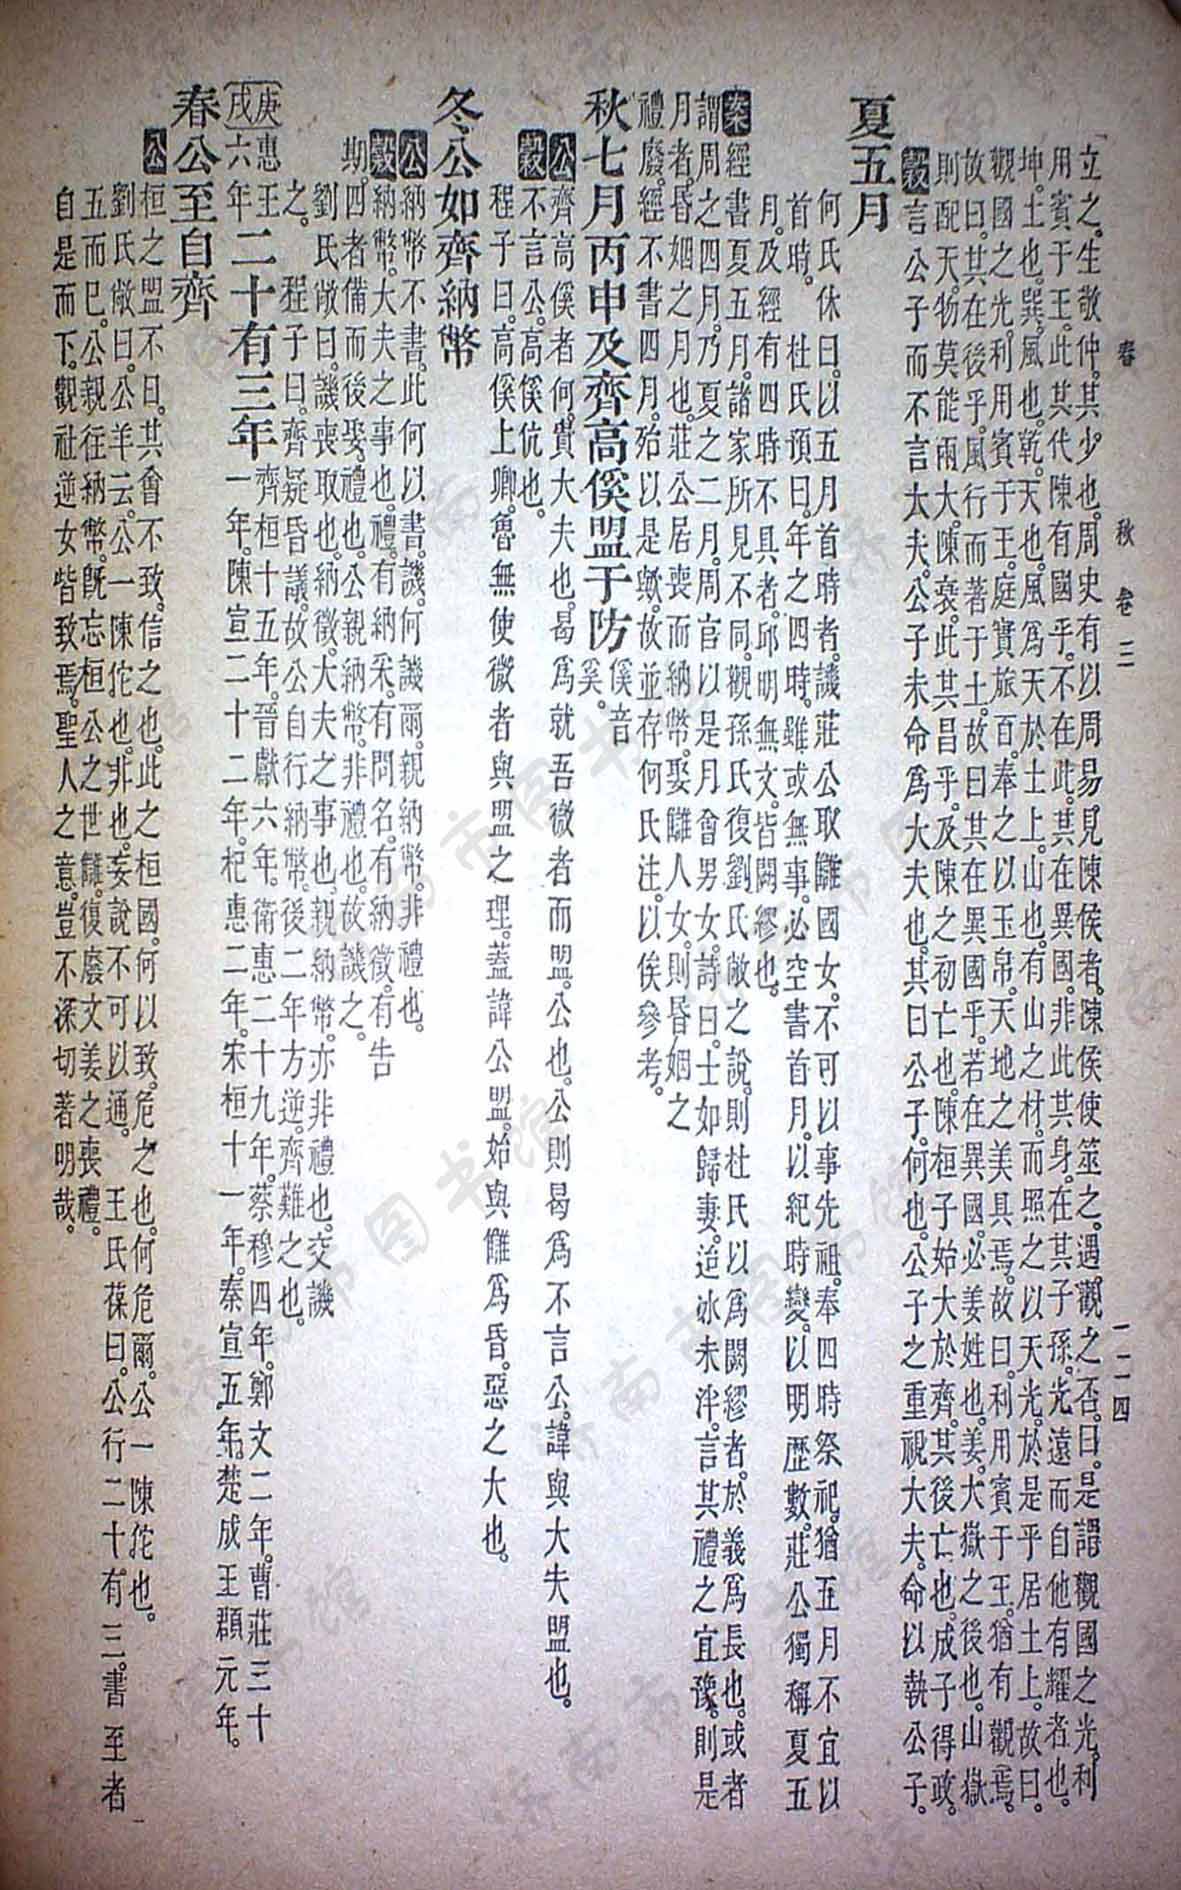 春 秋 卷三 一二四
立之。生敬仲。其少也。周史有以周易見陳侯者。陳侯使筮之。遇觀之否。曰。是謂觀國之光。利
用賓于王。此其代陳有國乎。不在此。其在異國。非此其身。在其子孫。光遠而自他有耀者也。
坤。土也。巽。風也。乾。天也。風爲天於土上。山也。有山之材。而照之以天光。於是乎居土上。故曰。
觀國之光。利用賓于王。庭實旅百。奉之以玉帛。天地之美具焉。故曰。利用賓于王。猶有觀焉。
故曰。其在後乎。風行而著于土。故曰其在異國乎。若在異國。必姜姓也。姜。大嶽之後也。山嶽
則配天。物莫能兩大。陳衰。此其昌乎。及陳之初亡也。陳桓子始大於齊。其後亡也。成子得政。
穀言公子而不言大夫。公子未命爲大夫也。其曰公子。何也。公子之重視大夫。命以執公子。
夏五月
何氏休曰。以五月首時者。譏莊公取讎國女。不可以事先祖。奉四時祭祀。猶五月不宜以
首時。 杜氏預曰。年之四時。雖或無事。必空書首月。以紀時變。以明歷數。莊公獨稱夏五
月。及經有四時不具者。邱明無文。皆闕繆也。
案經書夏五月。諸家所見不同。觀孫氏復劉氏敞之說。則杜氏以爲闕繆者。於義爲長也。或者
謂周之四月。乃夏之二月。周官以是月會男女。詩曰。士如歸妻。迨冰未泮。言其禮之宜豫。則是
月者。昏姻之月也。莊公居喪而納幣。娶讎人女。則昏姻之
禮廢。經不書四月。殆以是歟。故並存何氏注。以俟參考。
秋七月丙申及齊高傒盟于防傒音奚。
公齊高傒者何。貴大夫也。曷爲就吾微者而盟。公也。公則曷爲不言公。諱與大夫盟也。
穀不言公。高傒伉也。
程子曰。高傒上卿。魯無使微者與盟之理。蓋諱公盟。始與讎爲昏。惡之大也。
冬公如齊納幣
公納幣不書。此何以書。譏。何譏爾。親納幣。非禮也。
穀納幣。大夫之事也。禮。有納采。有問名。有納徵。有告
期。四者備而後娶。禮也。公親納幣。非禮也。故譏之。
劉氏敞曰。譏喪取也。納徵。大夫之事也。親納幣。亦非禮也。交譏
之。 程子曰。齊疑昏議。故公自行納幣。後二年方逆。齊難之也。
庚戌惠王六年二十有三年齊桓十五年。晉獻六年。衛惠二十九年。蔡穆四年。鄭文二年。曹莊三十
一年。陳宣二十二年。杞惠二年。宋桓十一年。秦宣五年。楚成王頵元年。
春公至自齊
公桓之盟不日。其會不致。信之也。此之桓國。何以致。危之也。何危爾。公一陳佗也。
劉氏敞曰。公羊云。公一陳佗也。非也。妄說不可以通。 王氏葆曰。公行二十有三。書至者
五而已。公親往納幣。既忘桓公之世讎。復廢文姜之喪禮。
自是而下。觀社逆女皆致焉。聖人之意。豈不深切著明哉。
济南市图书馆